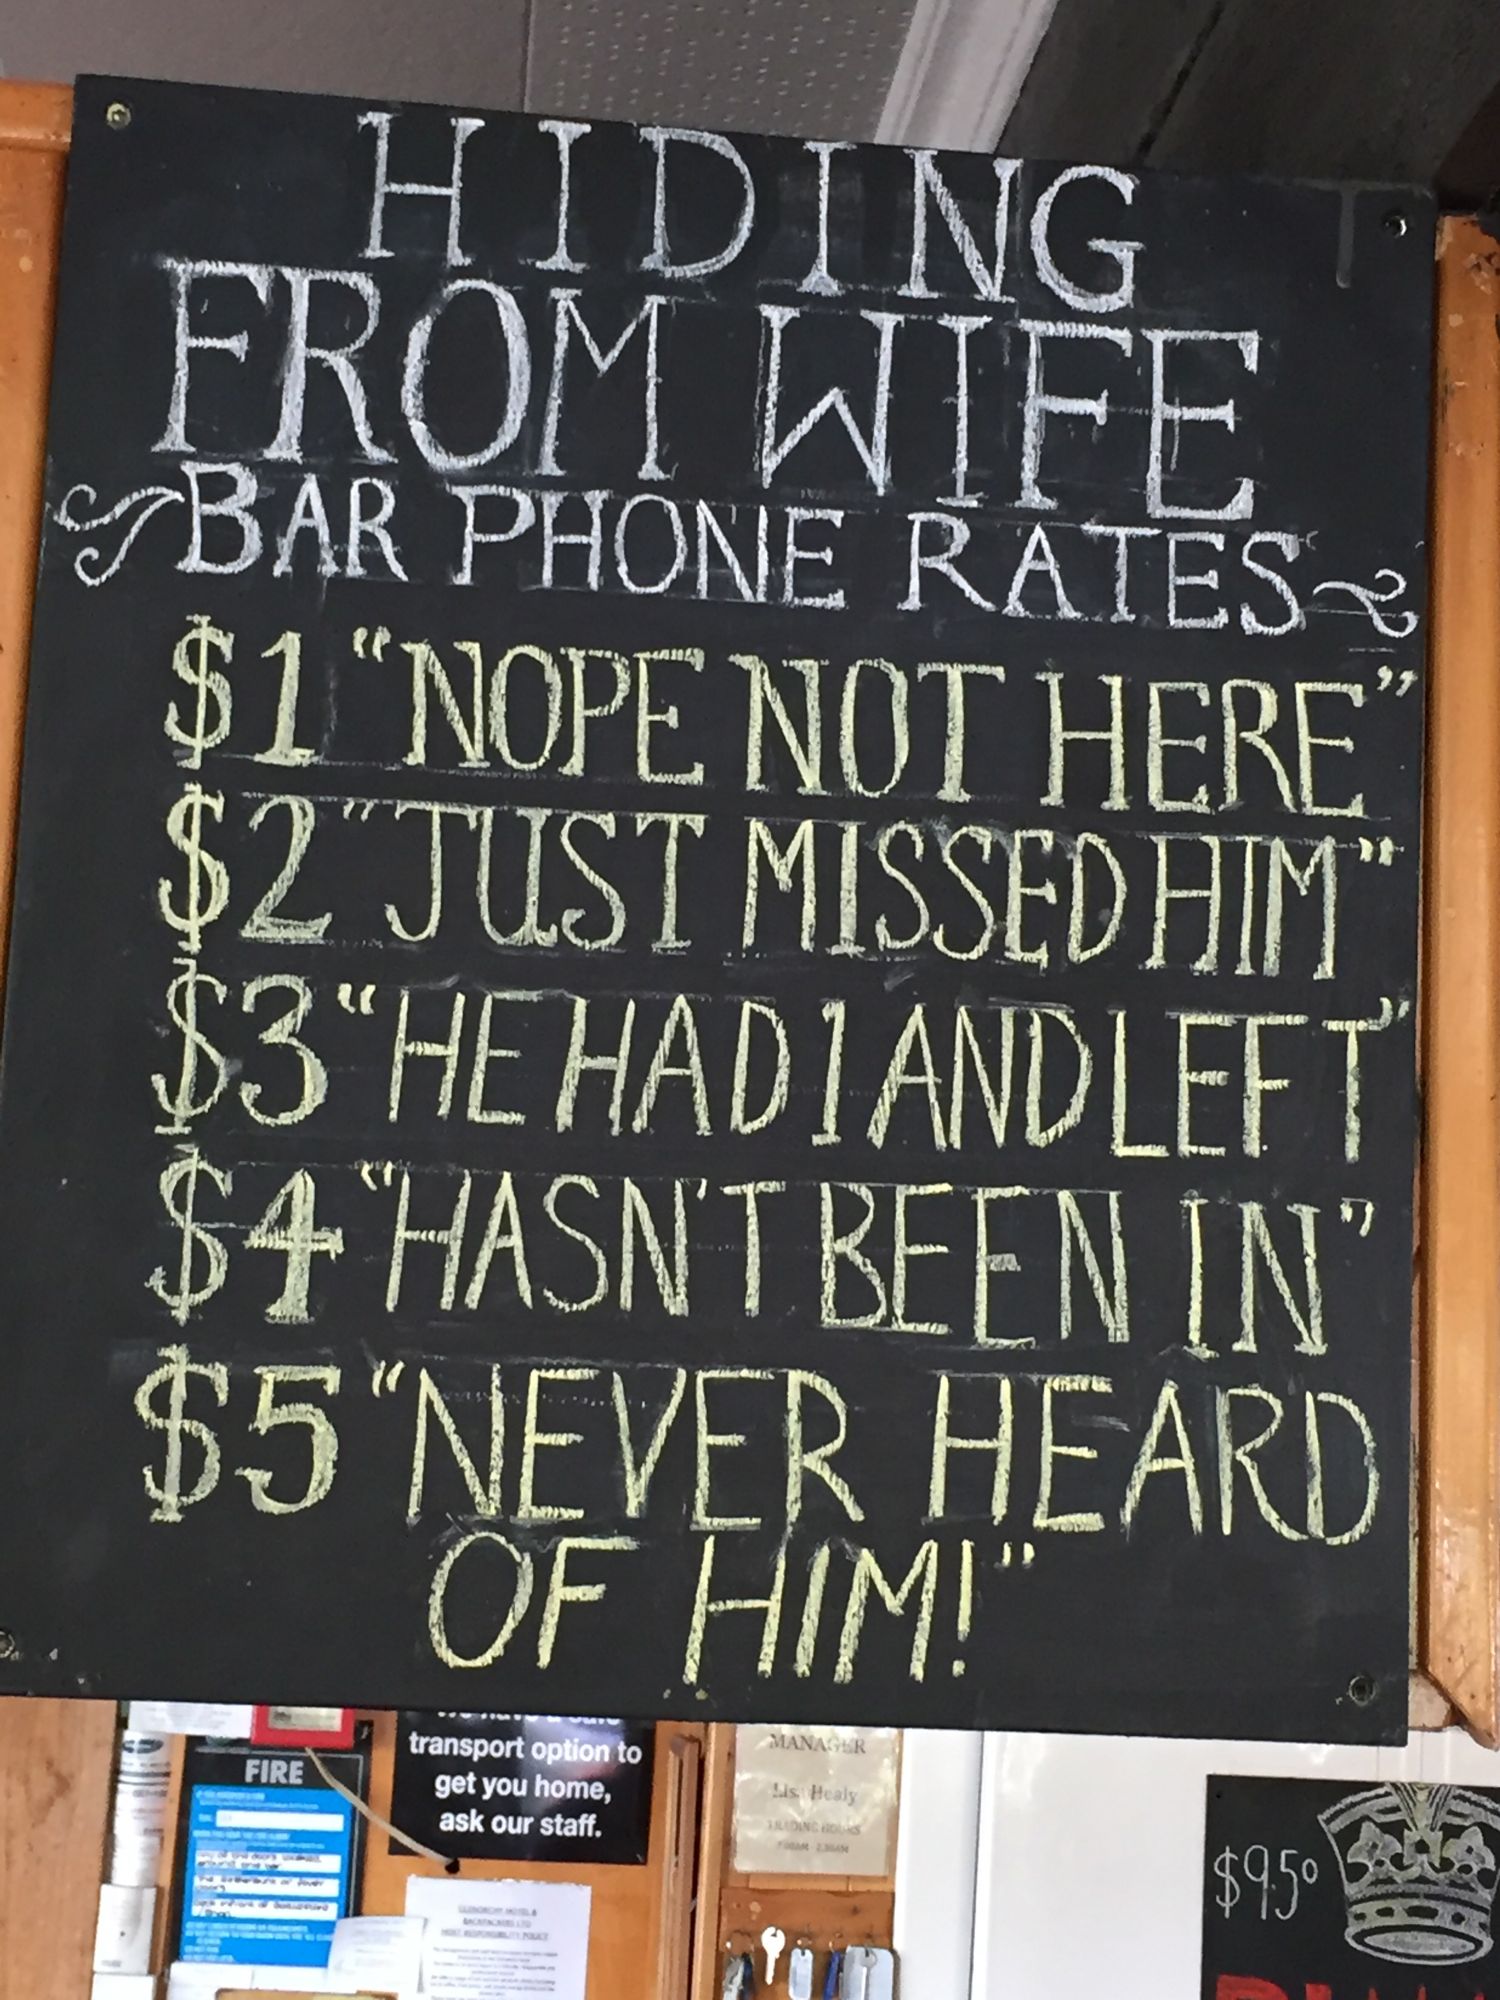 HIDING
FROM WIFE
BAR PHONE RATES
$1 “NOPE NOT HERE”
$2 “JUST MISSED HIM”
$3 “HE HAD 1 AND LEFT”
$4 “HASN'T BEEN IN”
$5 “NEVER HEARD
OF HIM!”
transport option to
get you home,
ask our staff.
FIRE
MANAGER
Lisa Healy
TRADING HOURS
$9.50